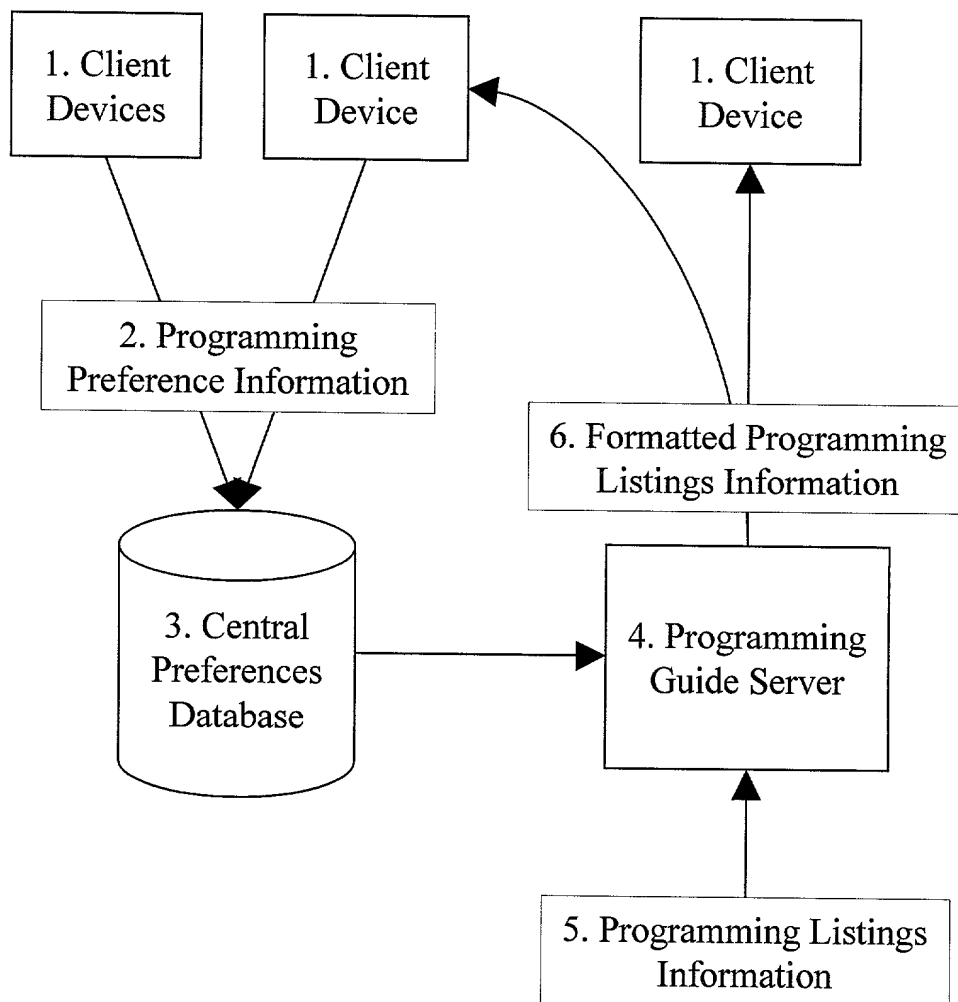 1. Client
Devices
1. Client
Device
1. Client
Device
2. Programming
Preference Information
6. Formatted Programming
Listings Information
3. Central
Preferences
Database
4. Programming
Guide Server
5. Programming Listings
Information